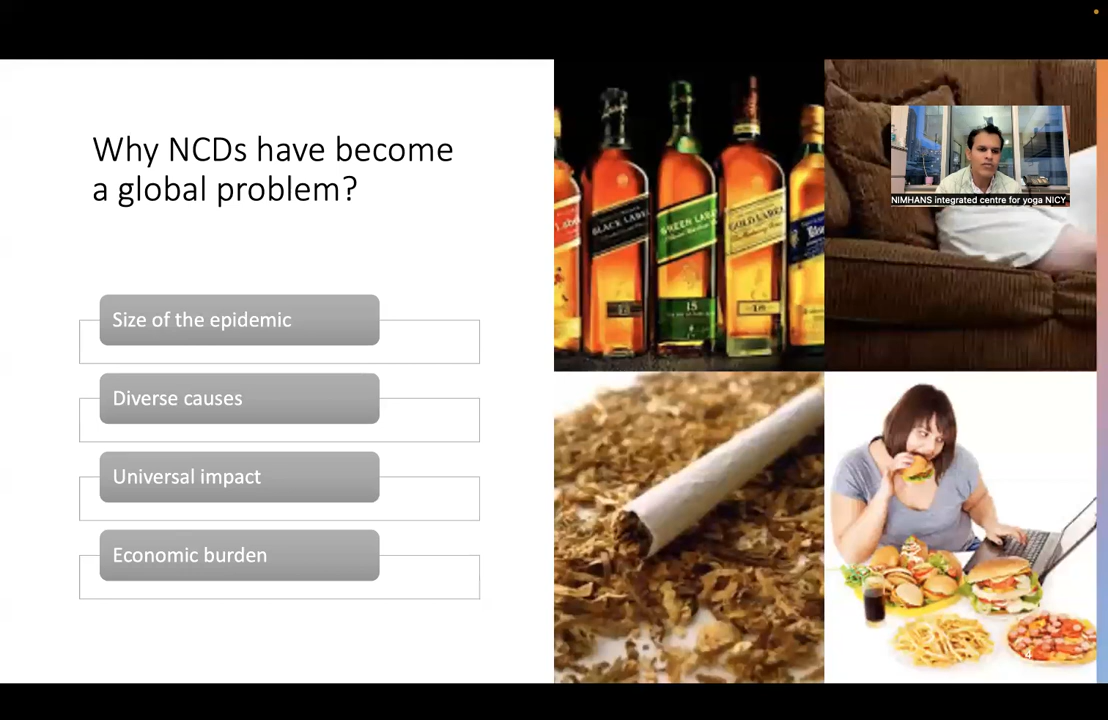 Why NCDs have become
a global problem?
Size of the epidemic
Diverse causes
Universal impact
Economic burden
BLACK LABEL
GREEN LABEL
15
GOLD LABEL
18
NIMHANS integrated centre for yoga NICY
4